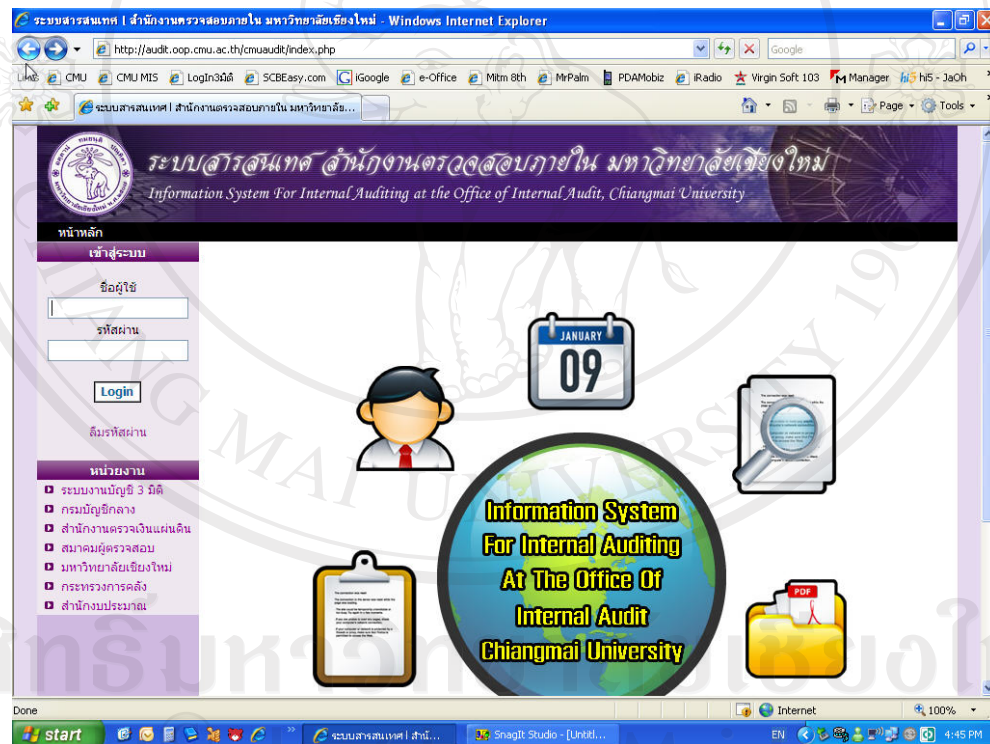 ระบบสารสนเทศ | สำนักงานตรวจสอบภายใน มหาวิทยาลัยเชียงใหม่ - Windows Internet Explorer
http://audit.oop.cmu.ac.th/cmuaudit/index.php
Google
CMU CMU MIS LogIn3มิติ SCBEasy.com iGoogle e-Office Mitm 8th MrPalm PDAMobiz iRadio Virgin Soft 103 Manager hi5 - JaOh
ระบบสารสนเทศ | สำนักงานตรวจสอบภายใน มหาวิทยาลัย...
Page Tools
ระบบสารสนเทศ สำนักงานตรวจสอบภายใน มหาวิทยาลัยเชียงใหม่
Information System For Internal Auditing at the Office of Internal Audit, Chiangmai University
หน้าหลัก
เข้าสู่ระบบ
ชื่อผู้ใช้
รหัสผ่าน
Login
ลืมรหัสผ่าน
หน่วยงาน
ระบบงานบัญชี 3 มิติ
กรมบัญชีกลาง
สำนักงานตรวจเงินแผ่นดิน
สมาคมผู้ตรวจสอบ
มหาวิทยาลัยเชียงใหม่
กระทรวงการคลัง
สำนักงบประมาณ
JANUARY
09
Information System
For Internal Auditing
At The Office Of
Internal Audit
Chiangmai University
PDF
Done
Internet
100%
start
ระบบสารสนเทศ | สำนั...
SnagIt Studio - [Untitl...
EN
4:45 PM
CHIANG MAI UNIVERSITY